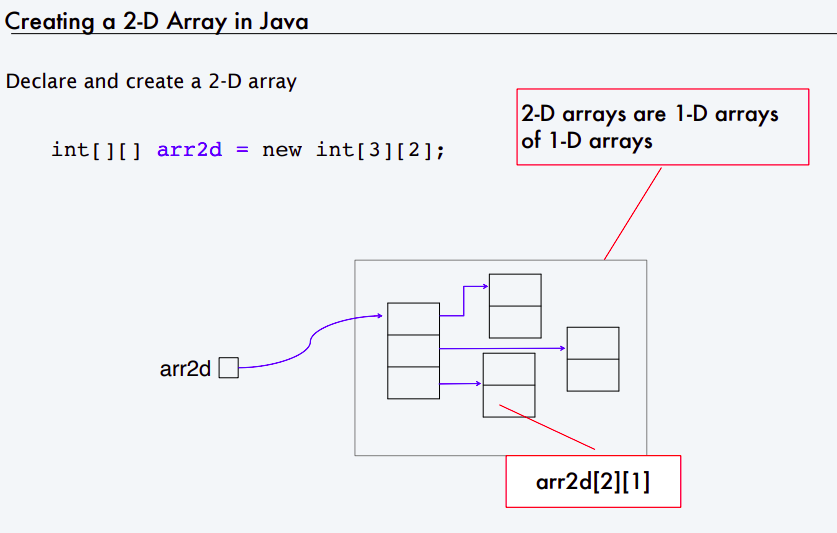 Creating a 2-D Array in Java
Declare and create a 2-D array
int[][] arr2d = new int[3][2];
2-D arrays are 1-D arrays
of 1-D arrays
arr2d
arr2d[2][1]